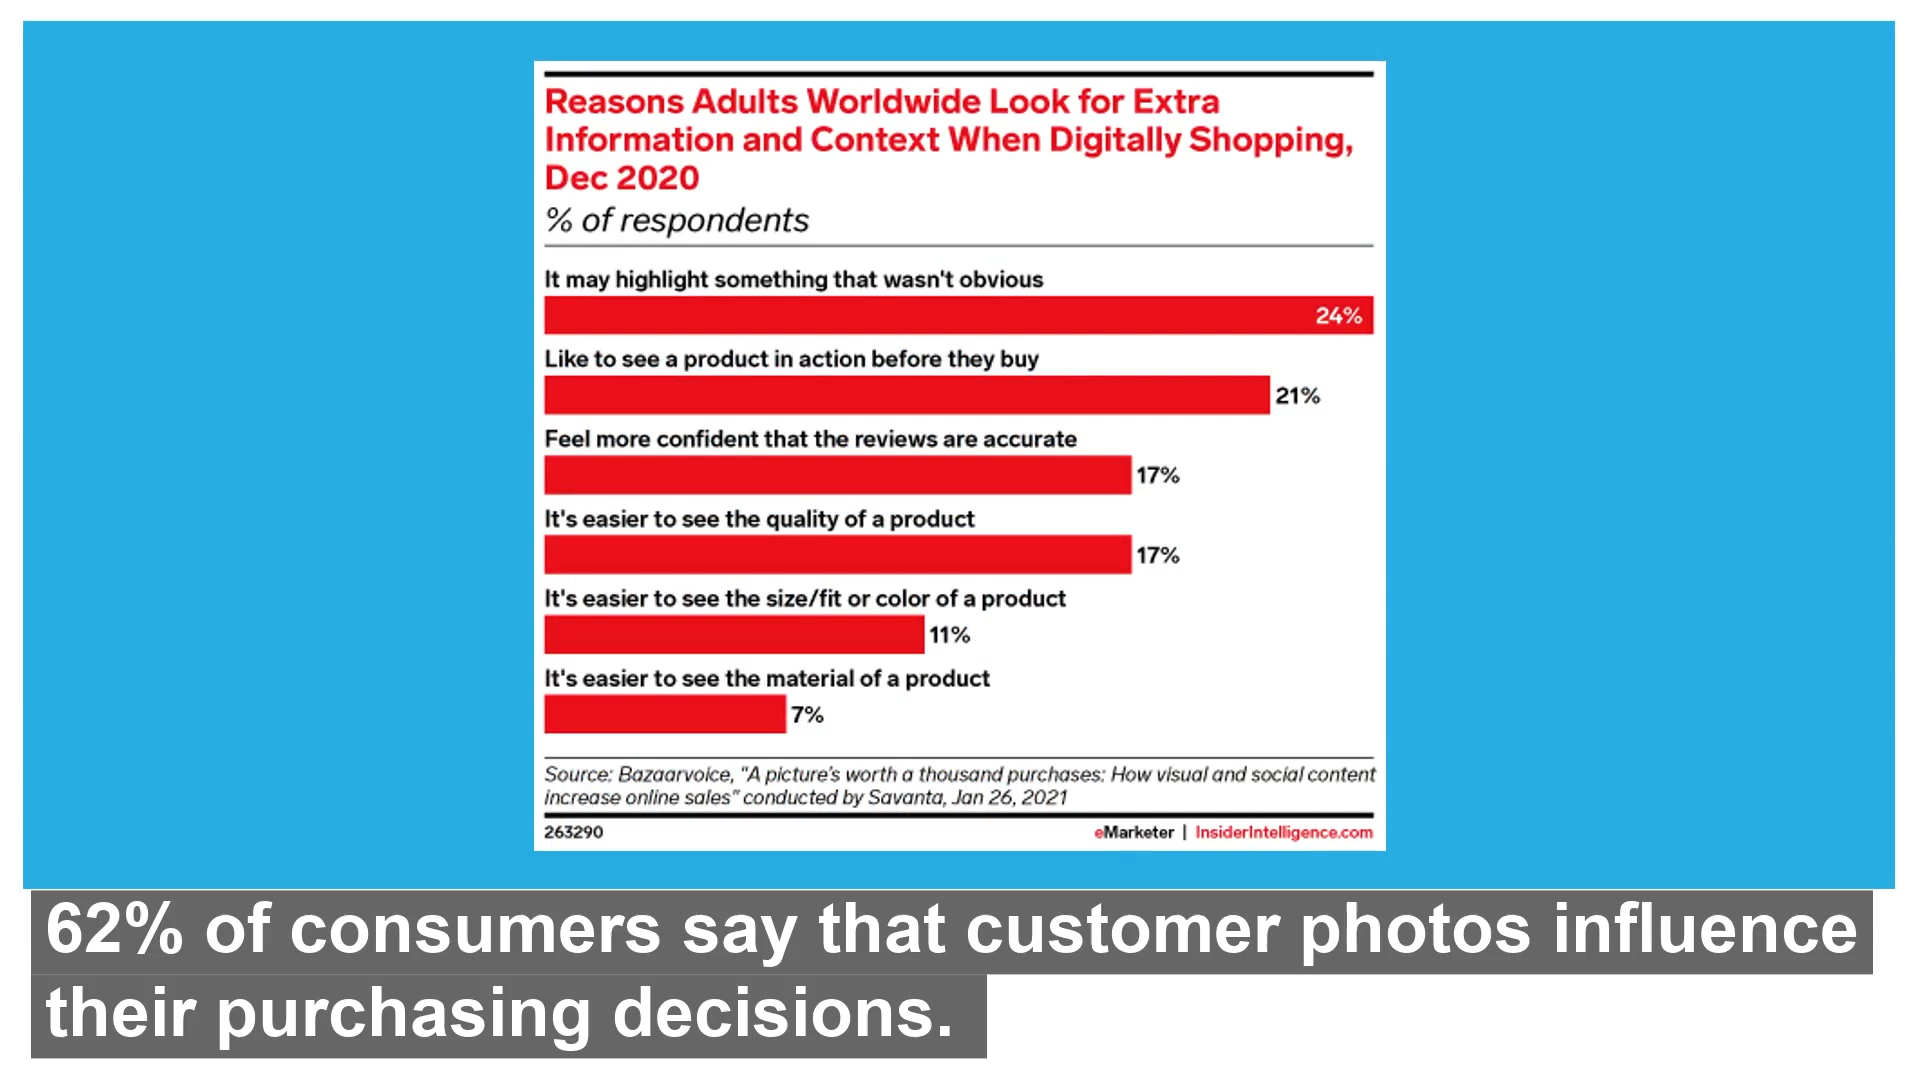 Reasons Adults Worldwide Look for Extra
Information and Context When Digitally Shopping,
Dec 2020
% of respondents
It may highlight something that wasn't obvious
24%
Like to see a product in action before they buy
21%
Feel more confident that the reviews are accurate
17%
It's easier to see the quality of a product
17%
It's easier to see the size/fit or color of a product
11%
It's easier to see the material of a product
7%
Source: Bazaarvoice, "A picture's worth a thousand purchases: How visual and social content
increase online sales" conducted by Savanta, Jan 26, 2021
263290 eMarketer | InsiderIntelligence.com
62% of consumers say that customer photos influence
their purchasing decisions.